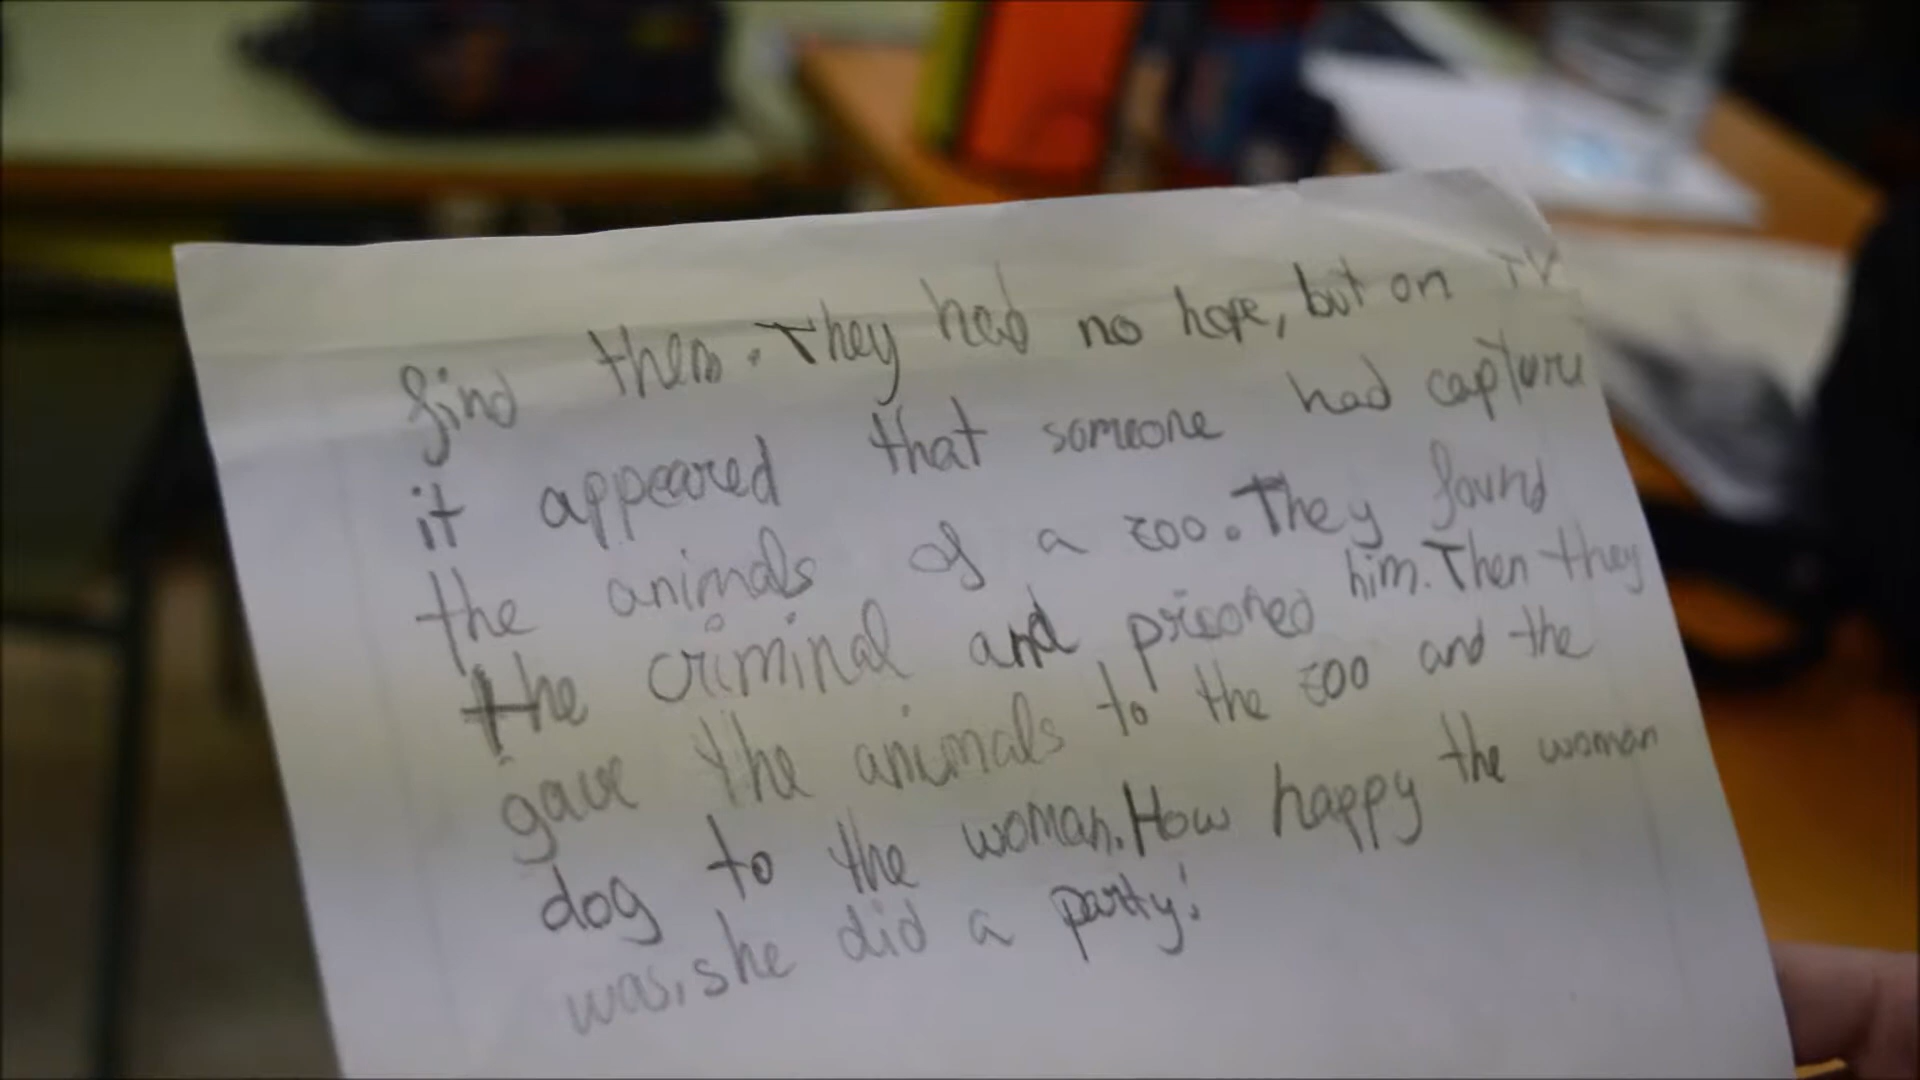 find them. They had no hope, but on TV
it appeared that someone had capture
the animals of a zoo. They found
the criminal and prisoned him. Then they
gave the animals to the zoo and the
dog to the woman. How happy the woman
was, she did a party!